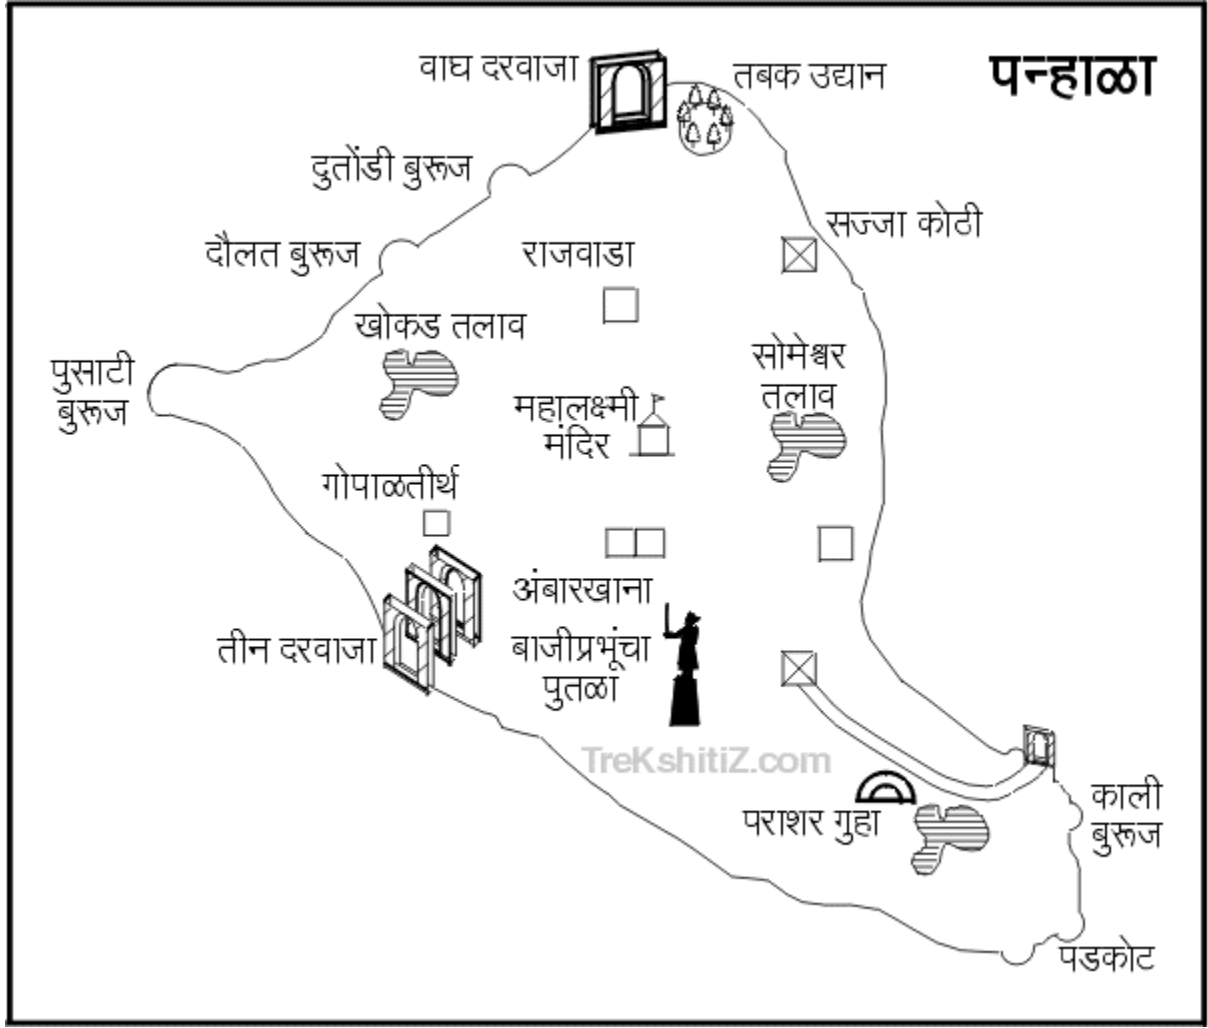 वाघ दरवाजा
तबक उद्यान
पन्हाळा
दुतोंडी बुरूज
सज्जा कोठी
दौलत बुरूज
राजवाडा
खोकड तलाव
पुसाटी
बुरूज
सोमेश्वर
तलाव
महालक्ष्मी
मंदिर
गोपाळतीर्थ
अंबारखाना
तीन दरवाजा
बाजीप्रभूंचा
पुतळा
TreKshitiZ.com
काली
बुरूज
पराशर गुहा
पडकोट